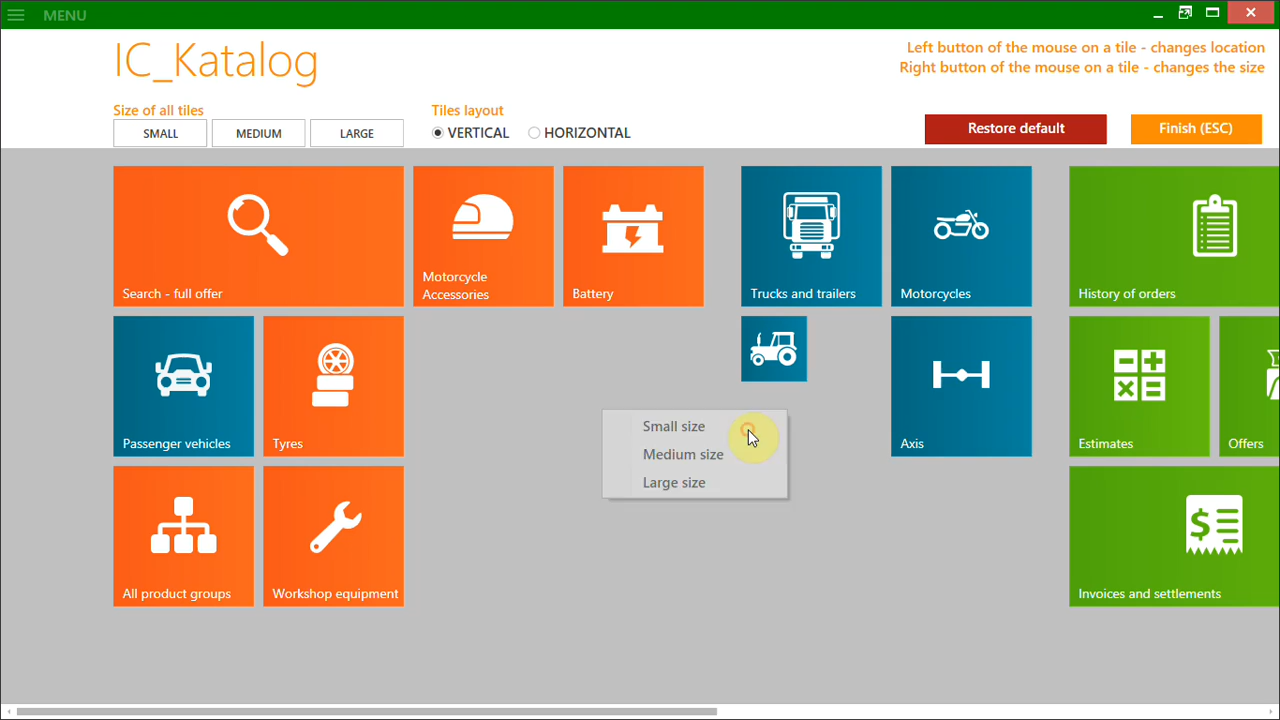 MENU
IC_Katalog
Left button of the mouse on a tile - changes location
Right button of the mouse on a tile - changes the size
Size of all tiles
Tiles layout
SMALL
MEDIUM
LARGE
VERTICAL
HORIZONTAL
Restore default
Finish (ESC)
Search - full offer
Motorcycle
Accessories
Battery
Trucks and trailers
Motorcycles
History of orders
Passenger vehicles
Tyres
Axis
Estimates
Offers
Small size
Medium size
Large size
All product groups
Workshop equipment
Invoices and settlements